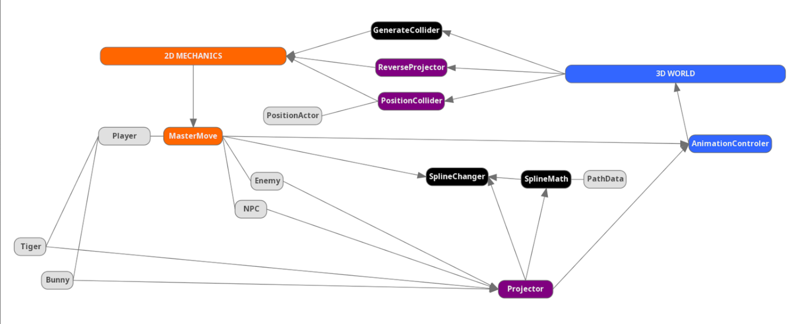 GenerateCollider
2D MECHANICS
ReverseProjector
3D WORLD
PositionCollider
PositionActor
Player
MasterMove
AnimationControler
SplineChanger
SplineMath
PathData
Enemy
NPC
Tiger
Bunny
Projector